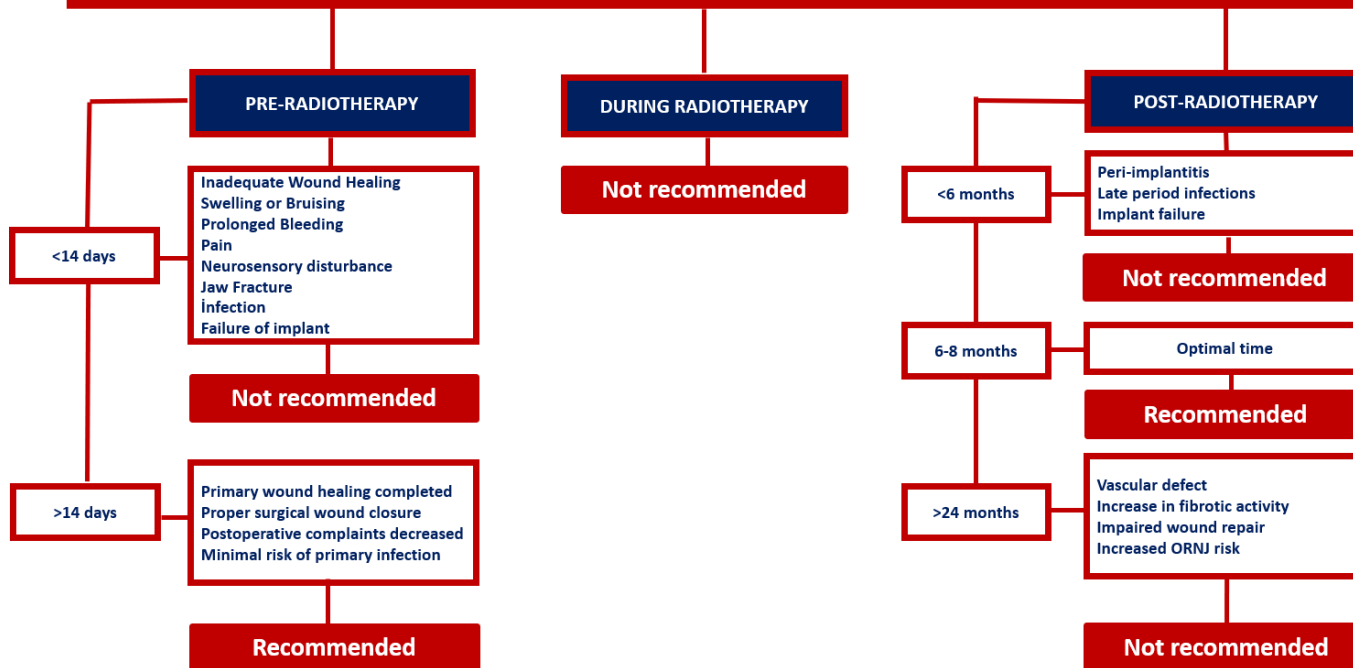 PRE-RADIOTHERAPY
<14 days
Inadequate Wound Healing
Swelling or Bruising
Prolonged Bleeding
Pain
Neurosensory disturbance
Jaw Fracture
İnfection
Failure of implant
Not recommended
>14 days
Primary wound healing completed
Proper surgical wound closure
Postoperative complaints decreased
Minimal risk of primary infection
Recommended
DURING RADIOTHERAPY
Not recommended
POST-RADIOTHERAPY
<6 months
Peri-implantitis
Late period infections
Implant failure
Not recommended
6-8 months
Optimal time
Recommended
>24 months
Vascular defect
Increase in fibrotic activity
Impaired wound repair
Increased ORNJ risk
Not recommended